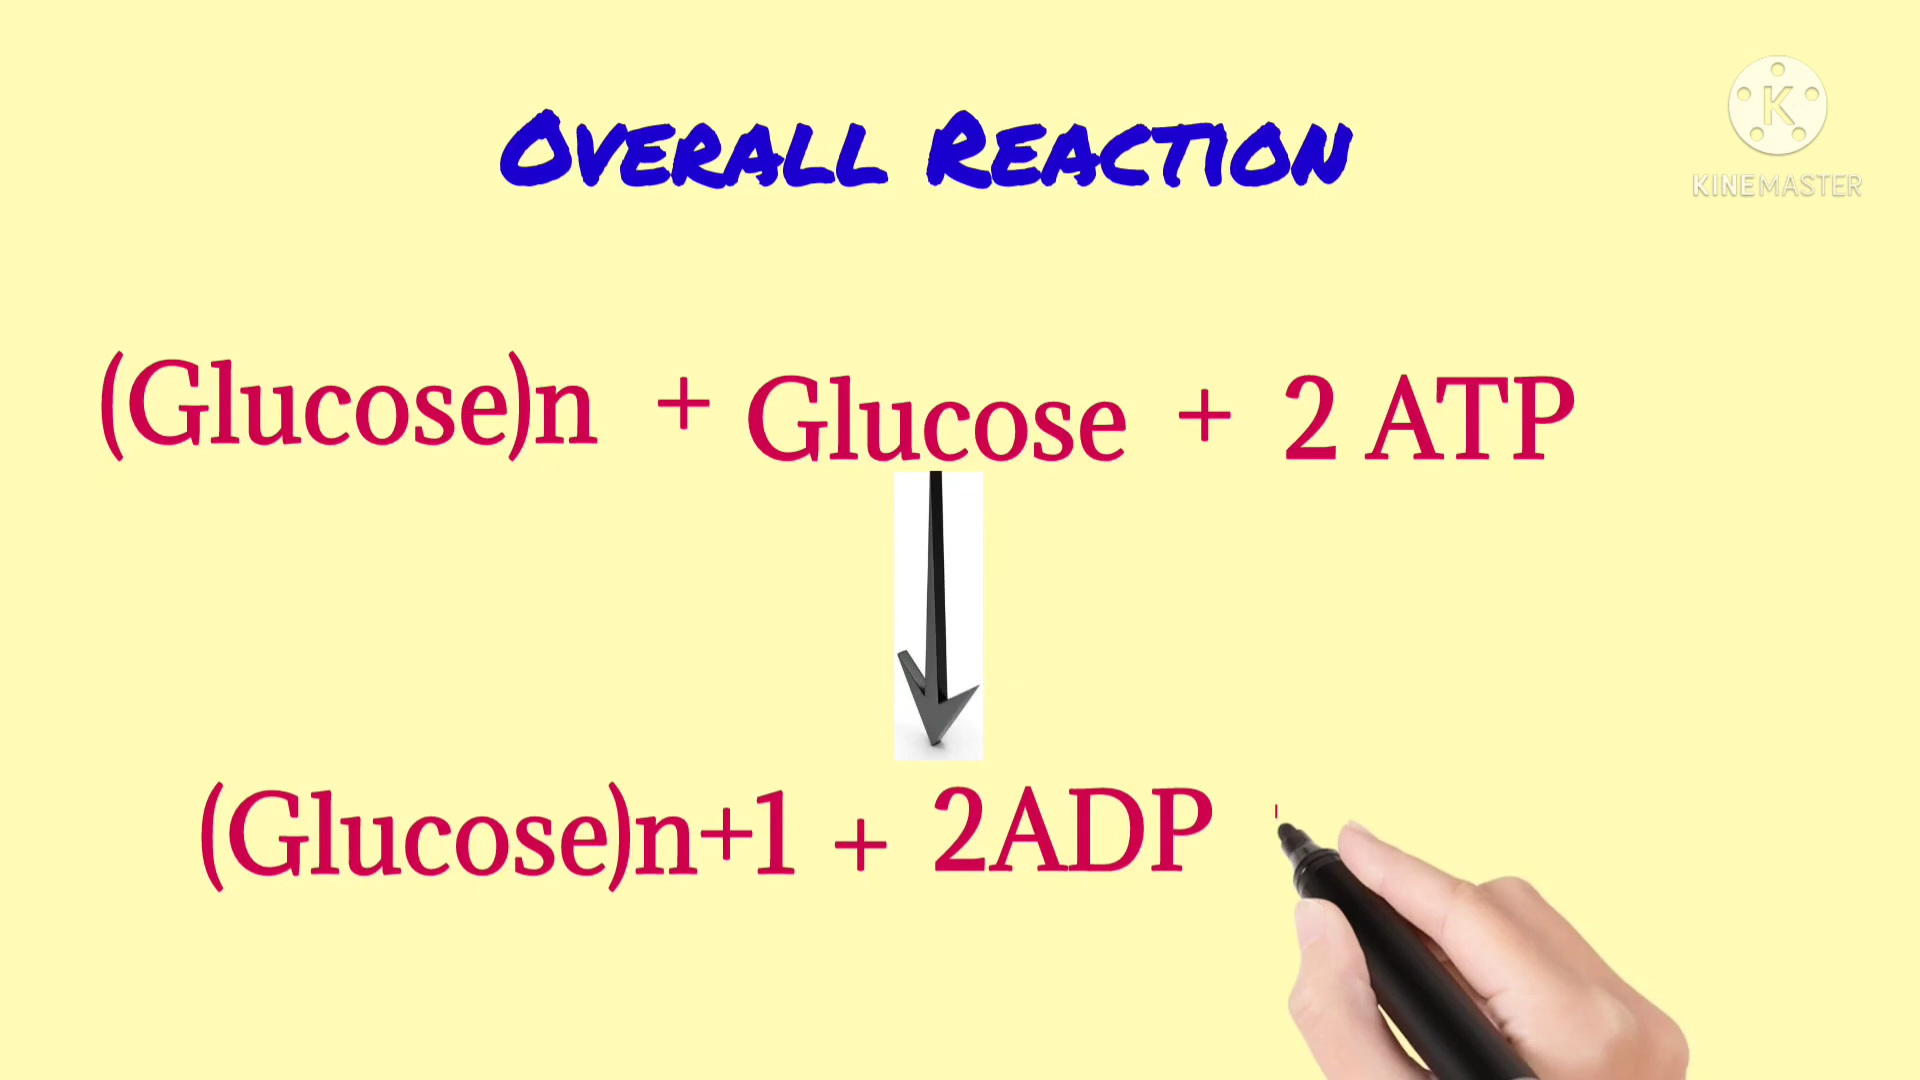 OVERALL REACTION
K
KINEMASTER
(Glucose)n + Glucose + 2 ATP
(Glucose)n+1 + 2ADP